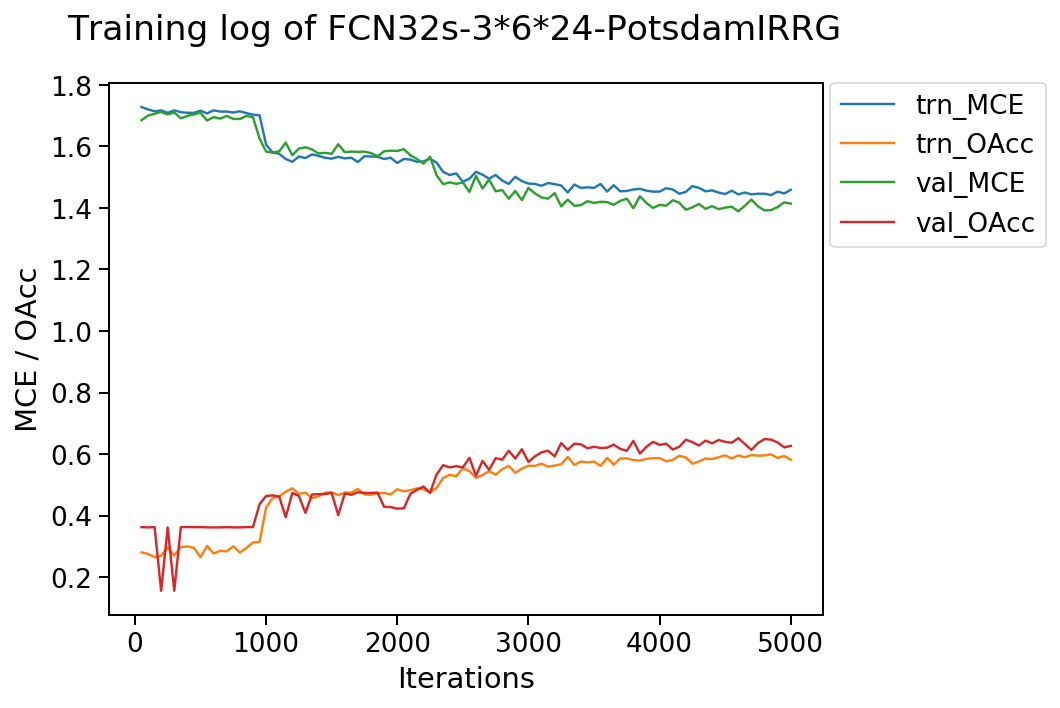 Training log of FCN32s-3*6*24-PotsdamIRRG
1.8
1.6
1.4
1.2
1.0
0.8
0.6
0.4
0.2
MCE / OAcc
0 1000 2000 3000 4000 5000
Iterations
trn_MCE
trn_OAcc
val_MCE
val_OAcc